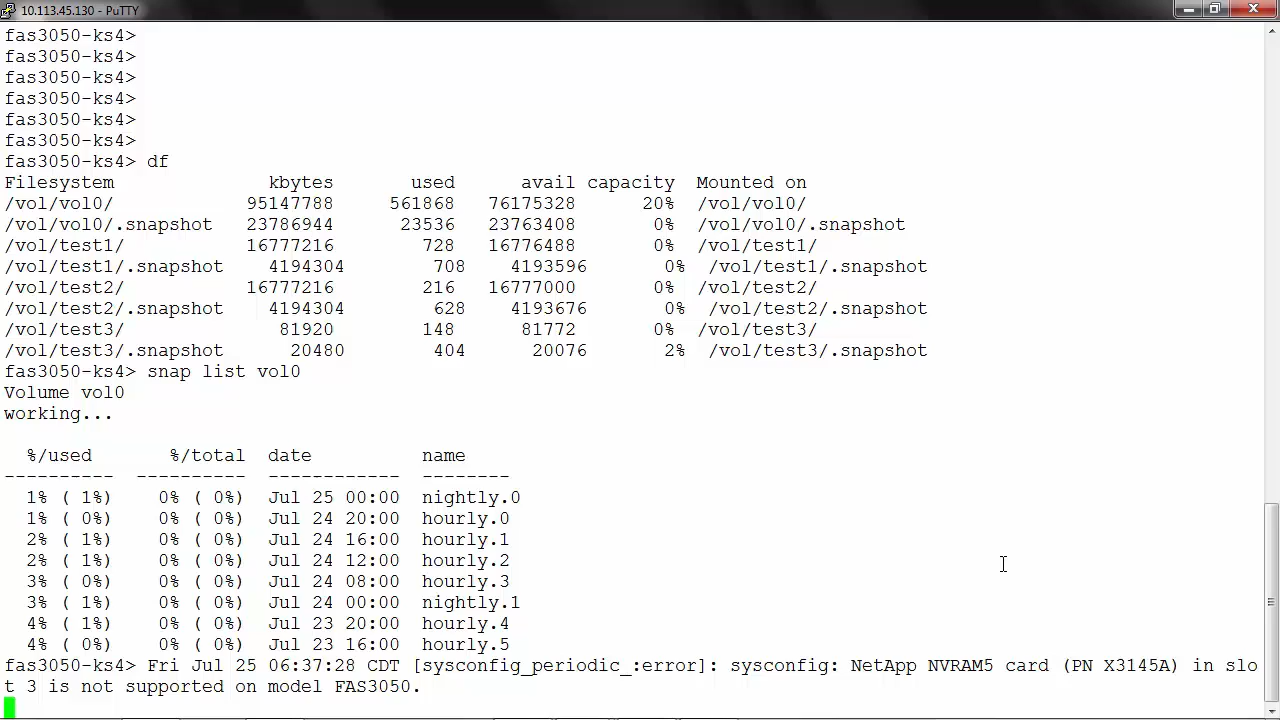 10.113.45.130 - PuTTY
fas3050-ks4>
fas3050-ks4>
fas3050-ks4>
fas3050-ks4>
fas3050-ks4>
fas3050-ks4>
fas3050-ks4> df
Filesystem kbytes used avail capacity Mounted on
/vol/vol0/ 95147788 561868 76175328 20% /vol/vol0/
/vol/vol0/.snapshot 23786944 23536 23763408 0% /vol/vol0/.snapshot
/vol/test1/ 16777216 728 16776488 0% /vol/test1/
/vol/test1/.snapshot 4194304 708 4193596 0% /vol/test1/.snapshot
/vol/test2/ 16777216 216 16777000 0% /vol/test2/
/vol/test2/.snapshot 4194304 628 4193676 0% /vol/test2/.snapshot
/vol/test3/ 81920 148 81772 0% /vol/test3/
/vol/test3/.snapshot 20480 404 20076 2% /vol/test3/.snapshot
fas3050-ks4> snap list vol0
Volume vol0
working...
%/used %/total date name
---------- ---------- ------------ --------
1% ( 1%) 0% ( 0%) Jul 25 00:00 nightly.0
1% ( 0%) 0% ( 0%) Jul 24 20:00 hourly.0
2% ( 1%) 0% ( 0%) Jul 24 16:00 hourly.1
2% ( 1%) 0% ( 0%) Jul 24 12:00 hourly.2
3% ( 0%) 0% ( 0%) Jul 24 08:00 hourly.3
3% ( 1%) 0% ( 0%) Jul 24 00:00 nightly.1
4% ( 1%) 0% ( 0%) Jul 23 20:00 hourly.4
4% ( 0%) 0% ( 0%) Jul 23 16:00 hourly.5
fas3050-ks4> Fri Jul 25 06:37:28 CDT [sysconfig_periodic_:error]: sysconfig: NetApp NVRAM5 card (PN X3145A) in slo
t 3 is not supported on model FAS3050.